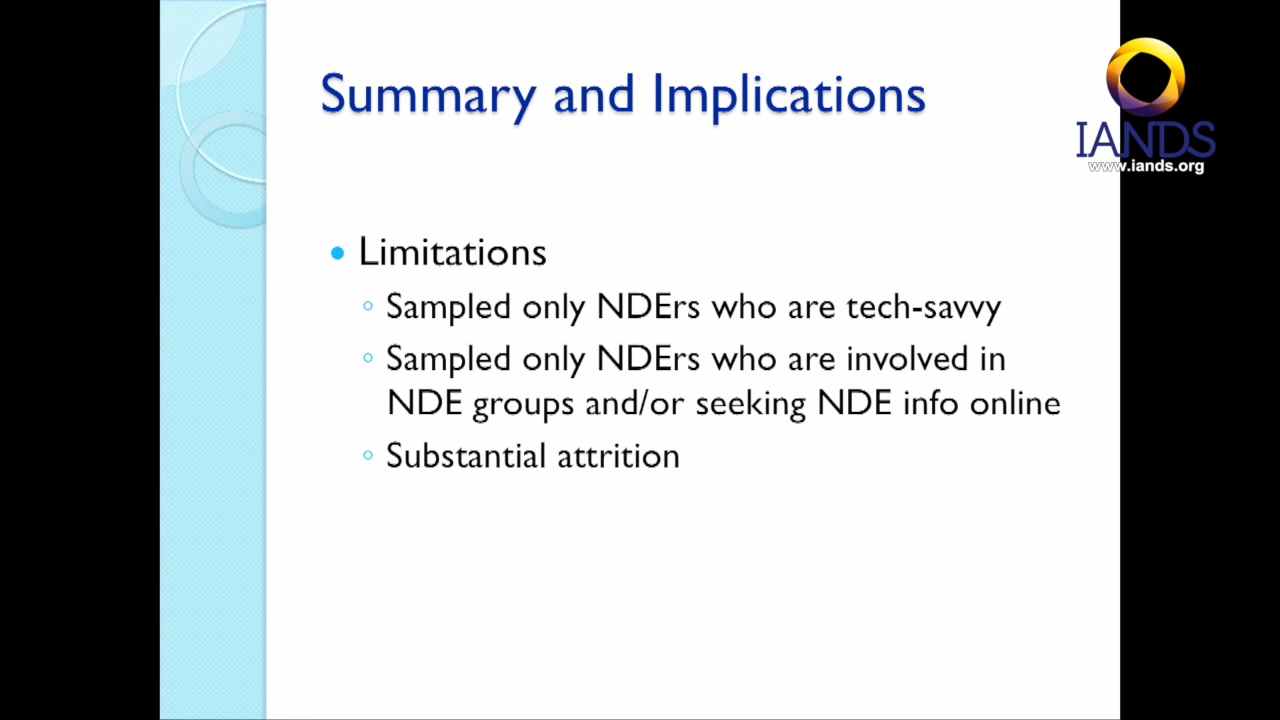 Summary and Implications
IANDS
www.iands.org
• Limitations
◦ Sampled only NDErs who are tech-savvy
◦ Sampled only NDErs who are involved in
NDE groups and/or seeking NDE info online
◦ Substantial attrition